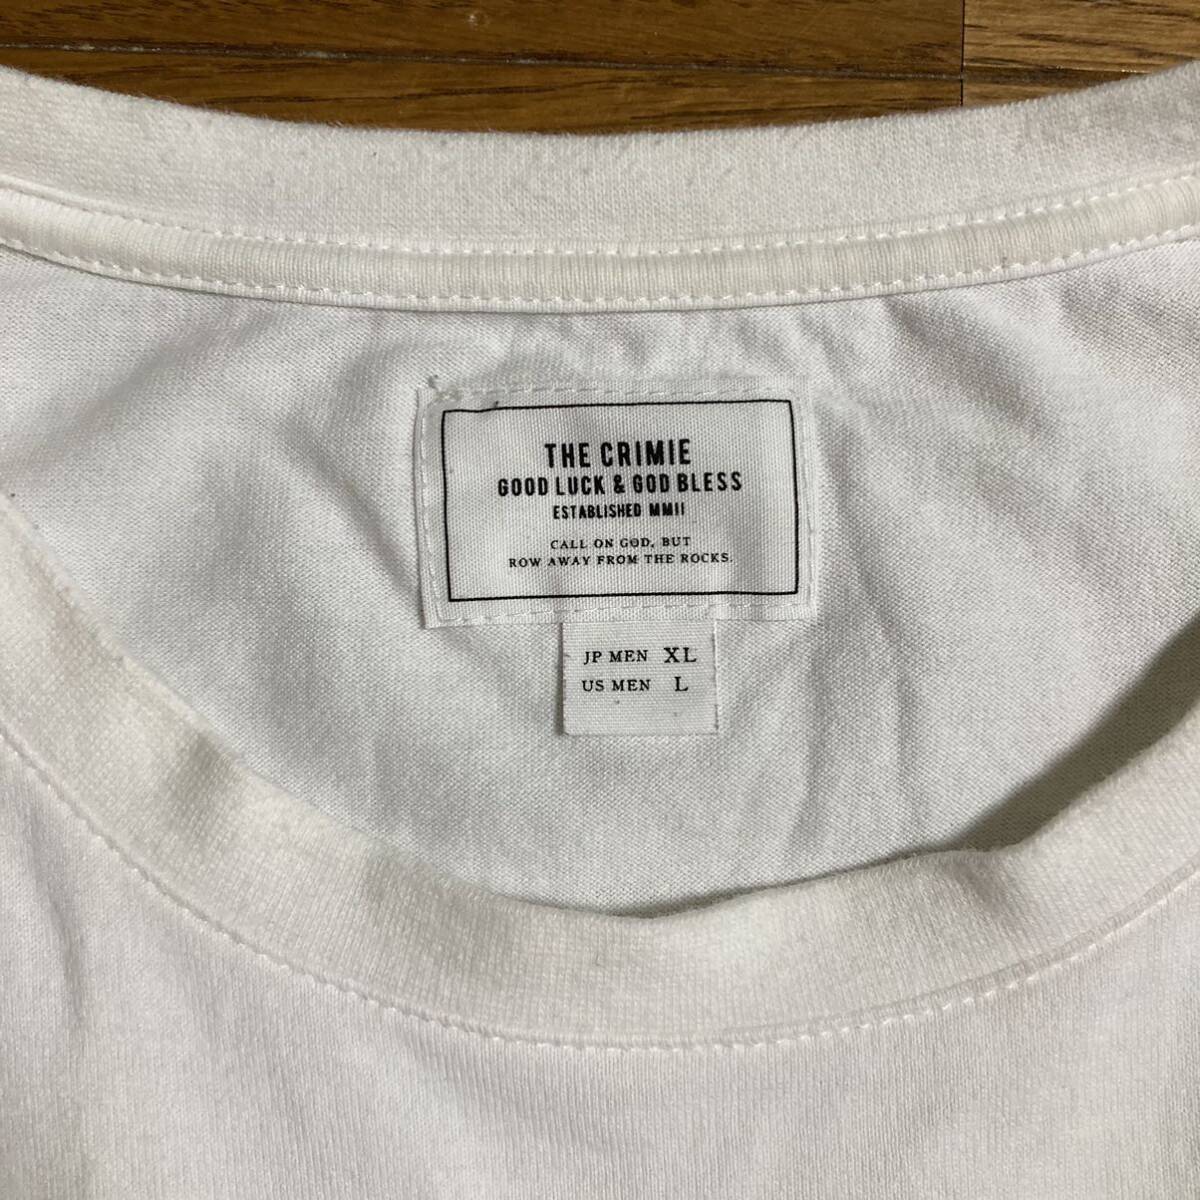 THE CRIMIE
GOOD LUCK & GOD BLESS
ESTABLISHED MMII
CALL ON GOD, BUT
ROW AWAY FROM THE ROCKS.
JP MEN XL
US MEN L